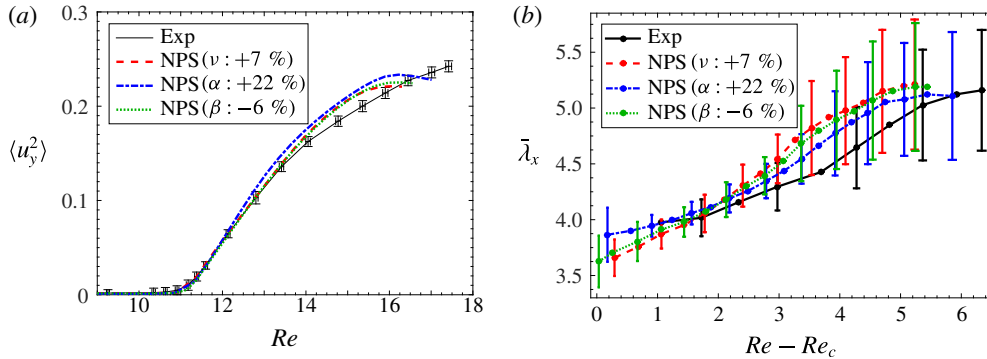 (a)
0.3
0.2
0.1
0
⟨u_y^2⟩
Exp
NPS (ν : +7 %)
NPS (α : +22 %)
NPS (β : −6 %)
10 12 14 16 18
Re
(b)
5.5
5.0
4.5
4.0
3.5
λ̄_x
Exp
NPS (ν : +7 %)
NPS (α : +22 %)
NPS (β : −6 %)
0 1 2 3 4 5 6
Re − Re_c